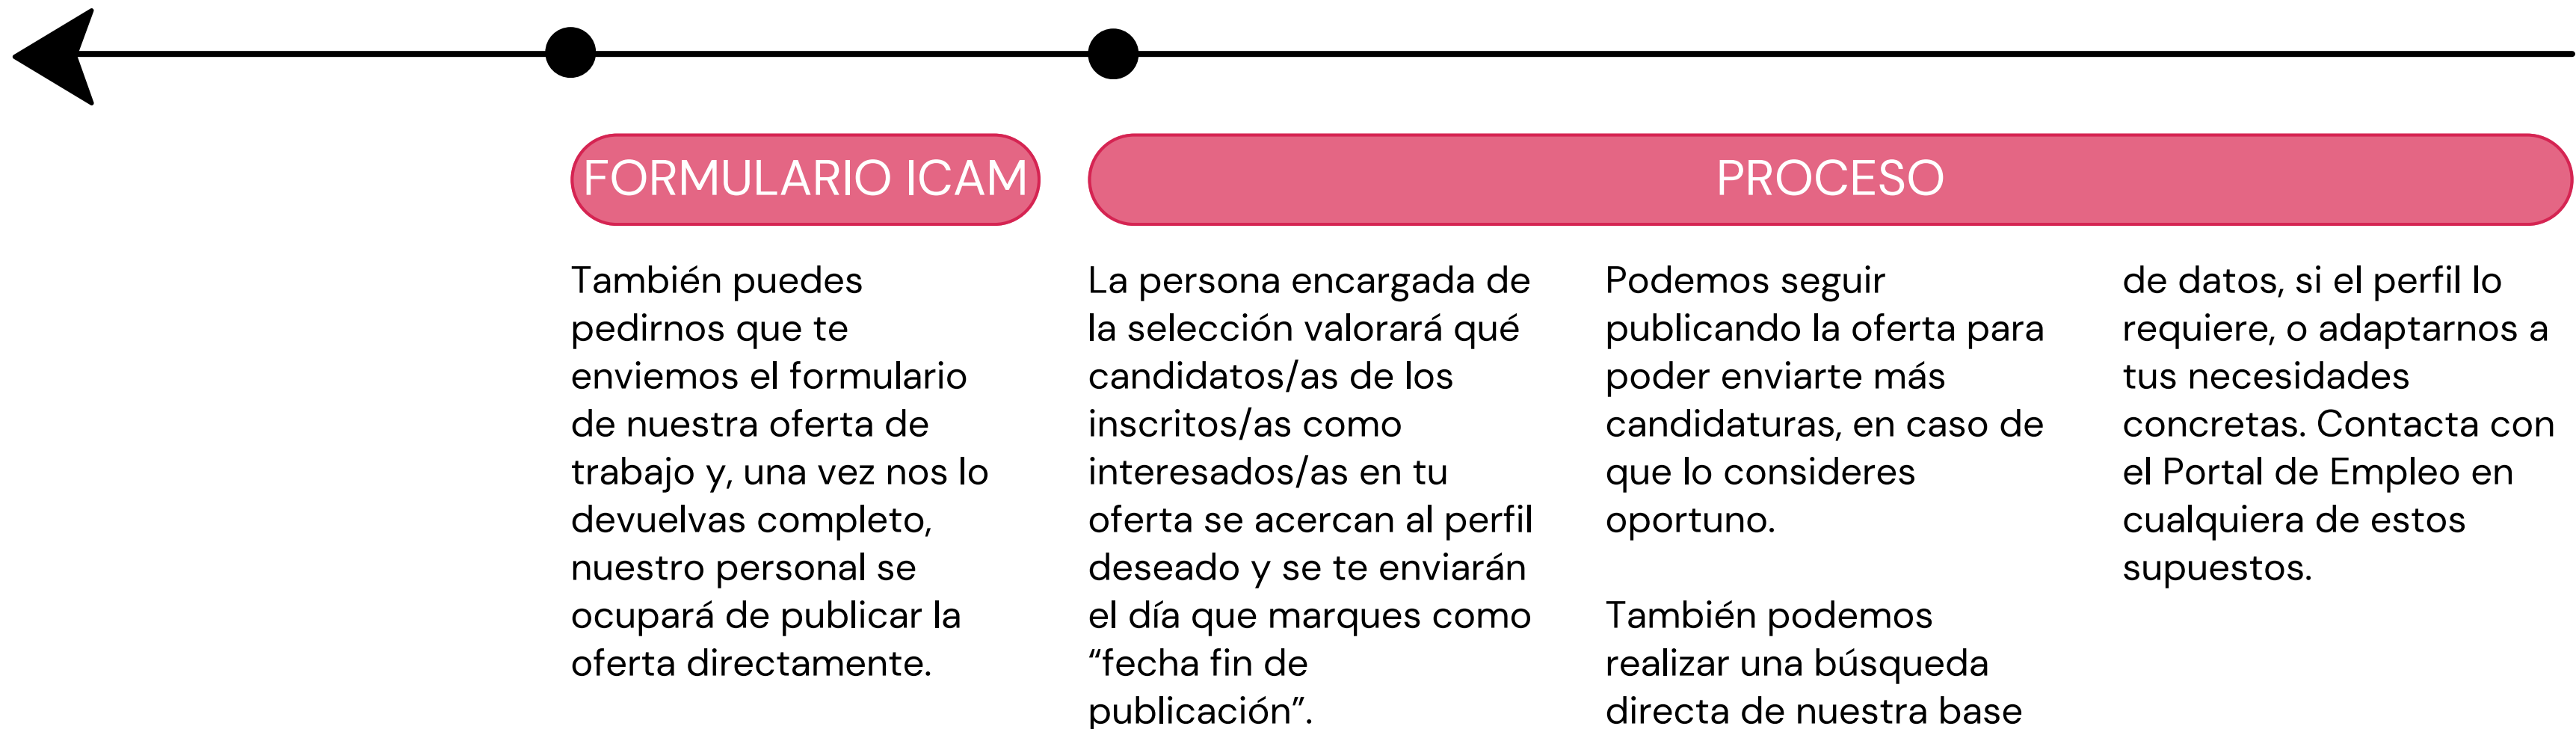 FORMULARIO ICAM
También puedes
pedirnos que te
enviemos el formulario
de nuestra oferta de
trabajo y, una vez nos lo
devuelvas completo,
nuestro personal se
ocupará de publicar la
oferta directamente.
PROCESO
La persona encargada de
la selección valorará qué
candidatos/as de los
inscritos/as como
interesados/as en tu
oferta se acercan al perfil
deseado y se te enviarán
el día que marques como
“fecha fin de
publicación”.
Podemos seguir
publicando la oferta para
poder enviarte más
candidaturas, en caso de
que lo consideres
oportuno.
También podemos
realizar una búsqueda
directa de nuestra base
de datos, si el perfil lo
requiere, o adaptarnos a
tus necesidades
concretas. Contacta con
el Portal de Empleo en
cualquiera de estos
supuestos.